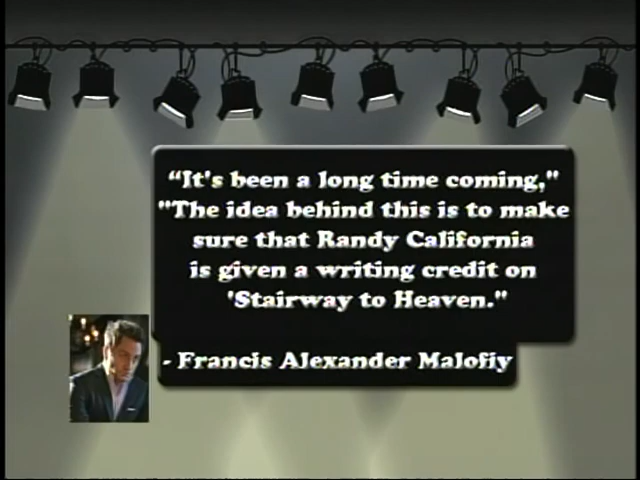 “It's been a long time coming,"
"The idea behind this is to make
sure that Randy California
is given a writing credit on
'Stairway to Heaven."
- Francis Alexander Malofiy